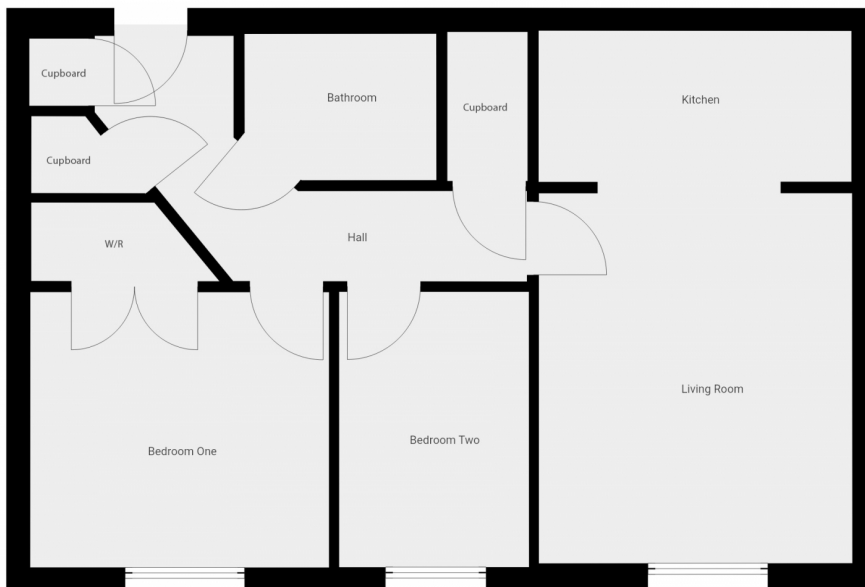 Cupboard
Bathroom
Cupboard
Kitchen
Cupboard
W/R
Hall
Living Room
Bedroom One
Bedroom Two